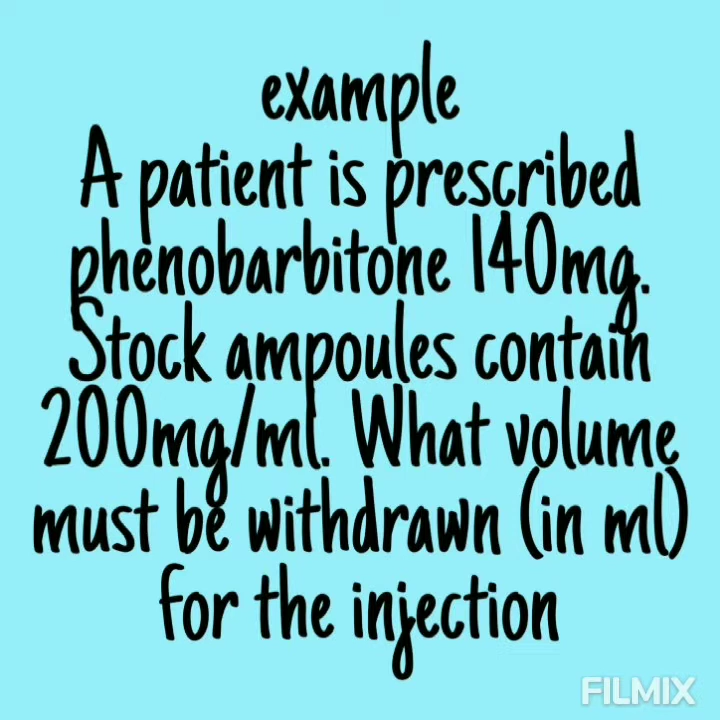 example
A patient is prescribed
phenobarbitone 140mg.
Stock ampoules contain
200mg/ml. What volume
must be withdrawn (in ml)
for the injection
FILMIX